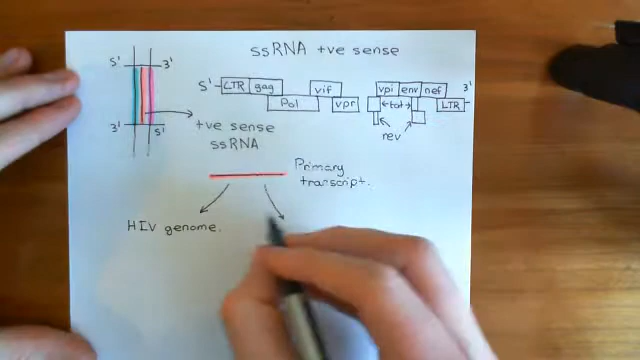 ssRNA +ve sense
5' 3'
5' LTR gag vif vpi env nef 3'
Pol vpr tat LTR
rev
3' 5'
+ve sense
ssRNA
Primary
transcript.
HIV genome.